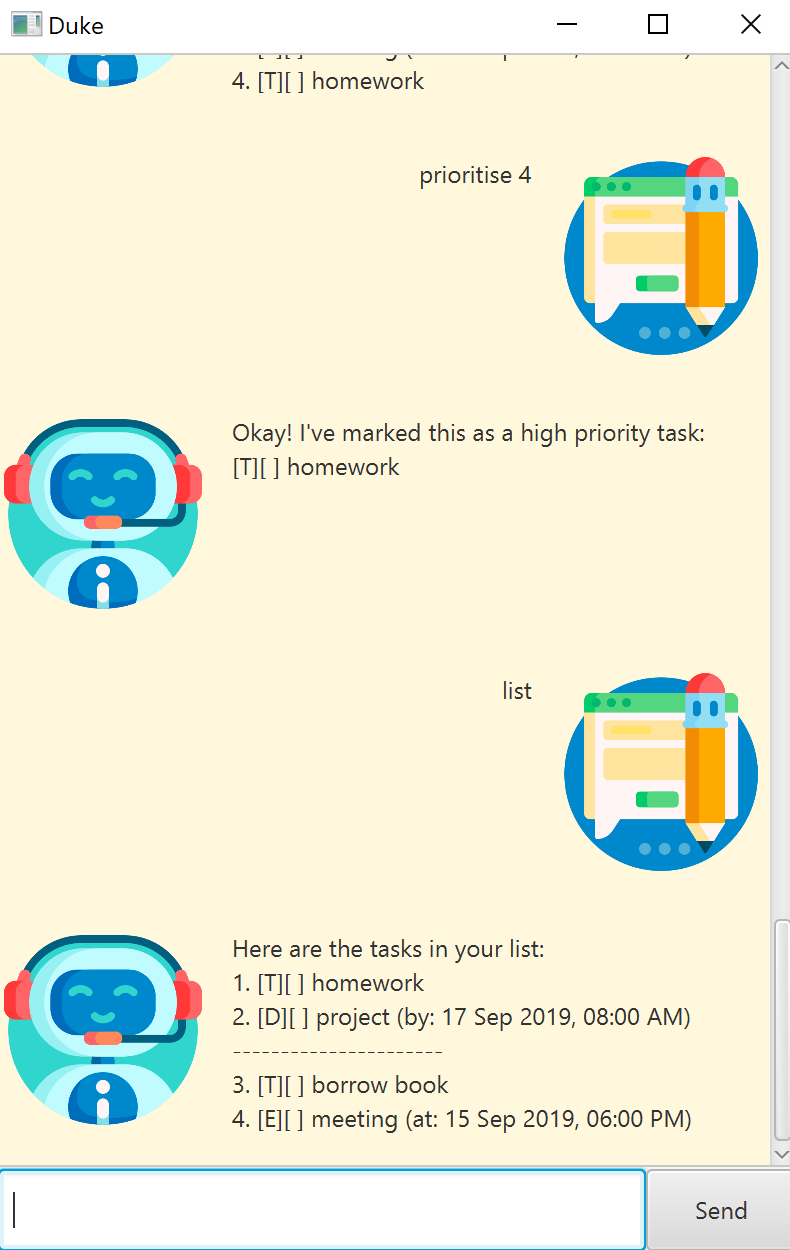 Duke
4. [T][ ] homework
prioritise 4
Okay! I've marked this as a high priority task:
[T][ ] homework
list
Here are the tasks in your list:
1. [T][ ] homework
2. [D][ ] project (by: 17 Sep 2019, 08:00 AM)
----------------------
3. [T][ ] borrow book
4. [E][ ] meeting (at: 15 Sep 2019, 06:00 PM)
Send